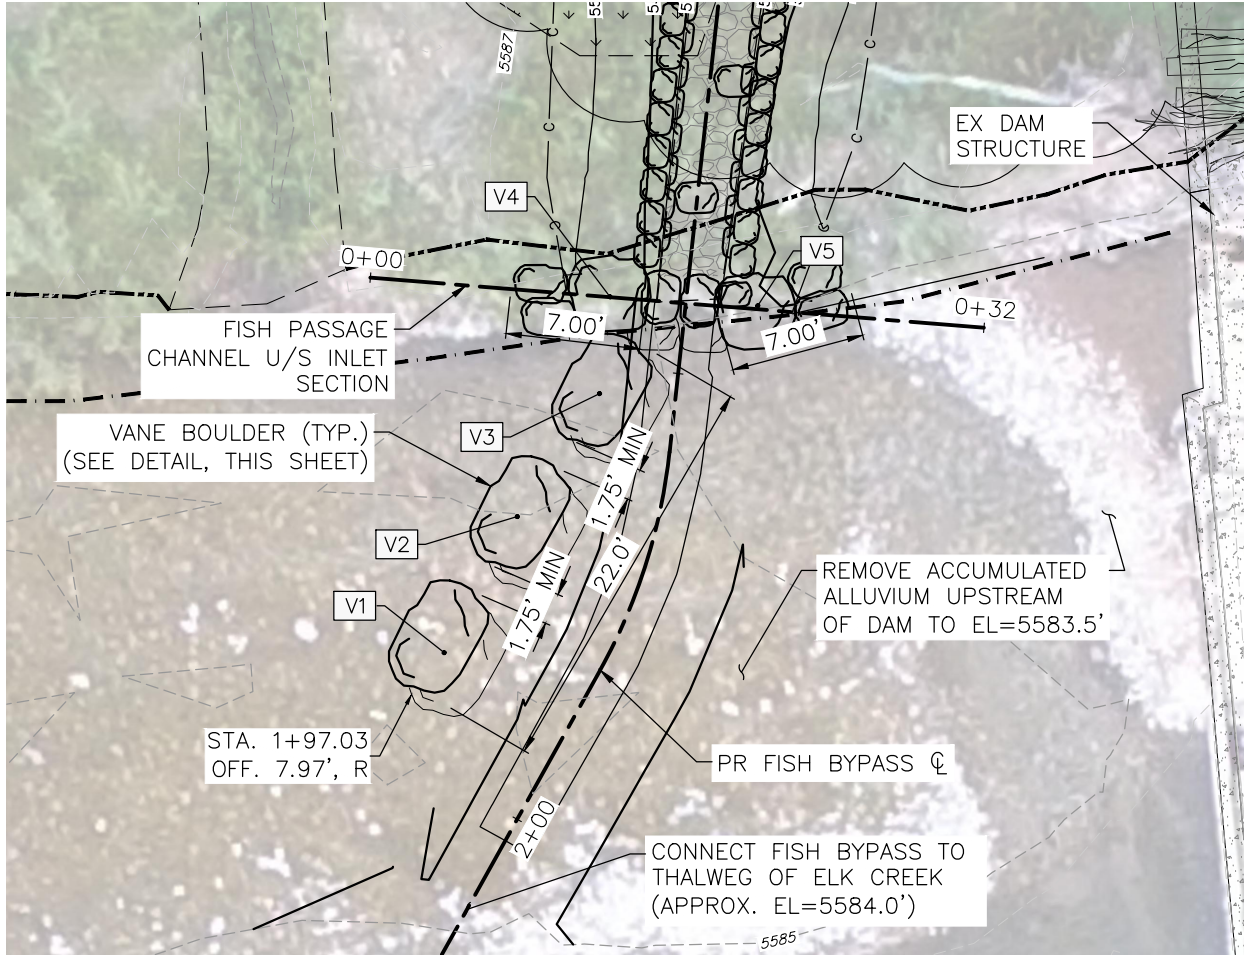 5587
C
C
C
C
EX DAM
STRUCTURE
V4
V5
0+00
0+32
7.00'
7.00'
FISH PASSAGE
CHANNEL U/S INLET
SECTION
VANE BOULDER (TYP.)
(SEE DETAIL, THIS SHEET)
V3
1.75' MIN
V2
22.0'
1.75' MIN
V1
REMOVE ACCUMULATED
ALLUVIUM UPSTREAM
OF DAM TO EL=5583.5'
STA. 1+97.03
OFF. 7.97', R
PR FISH BYPASS ℄
2+00
CONNECT FISH BYPASS TO
THALWEG OF ELK CREEK
(APPROX. EL=5584.0')
5585